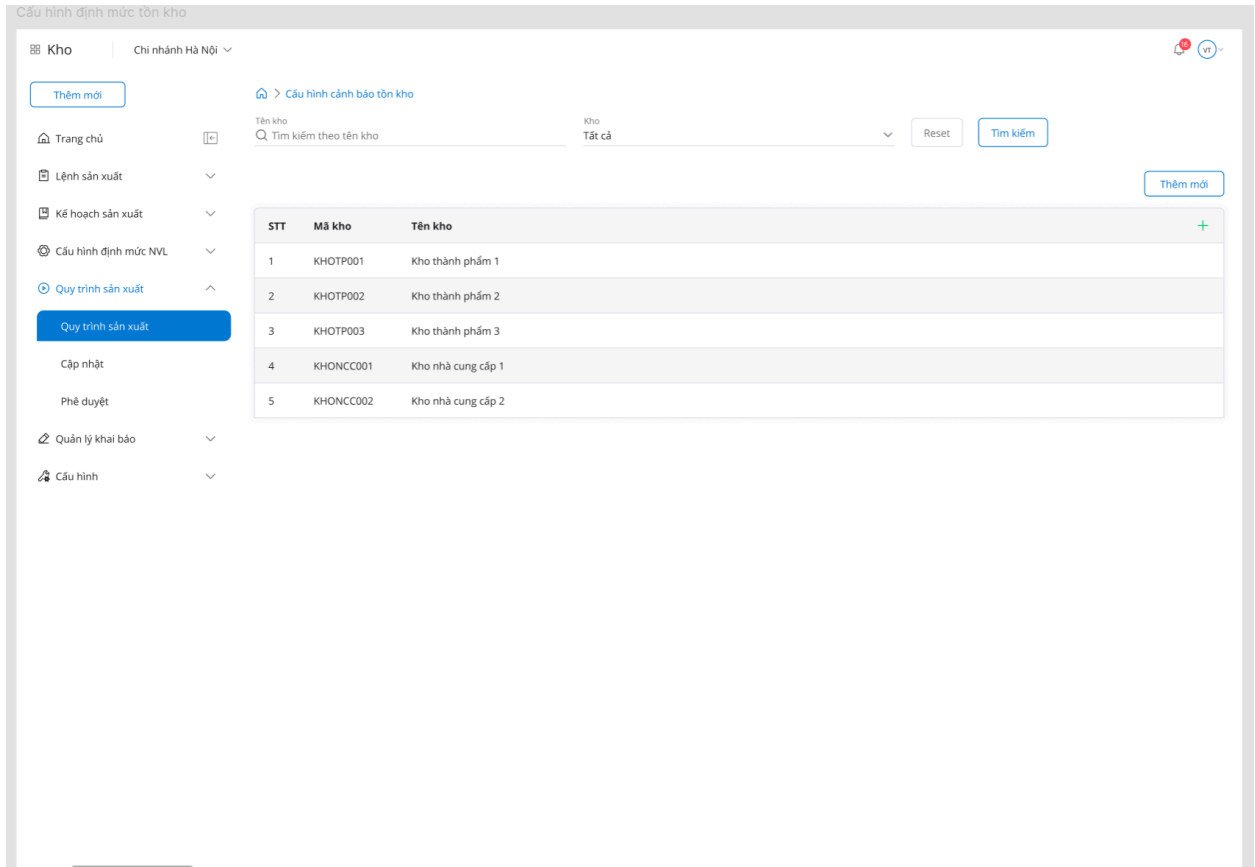 Cấu hình định mức tồn kho
Kho
Chi nhánh Hà Nội
16
VT
Thêm mới
Cấu hình cảnh báo tồn kho
Tên kho
Tìm kiếm theo tên kho
Kho
Tất cả
Reset
Tìm kiếm
Trang chủ
Lệnh sản xuất
Kế hoạch sản xuất
Cấu hình định mức NVL
Quy trình sản xuất
Quy trình sản xuất
Cập nhật
Phê duyệt
Quản lý khai báo
Cấu hình
Thêm mới
STT Mã kho Tên kho
1 KHOTP001 Kho thành phẩm 1
2 KHOTP002 Kho thành phẩm 2
3 KHOTP003 Kho thành phẩm 3
4 KHONCC001 Kho nhà cung cấp 1
5 KHONCC002 Kho nhà cung cấp 2